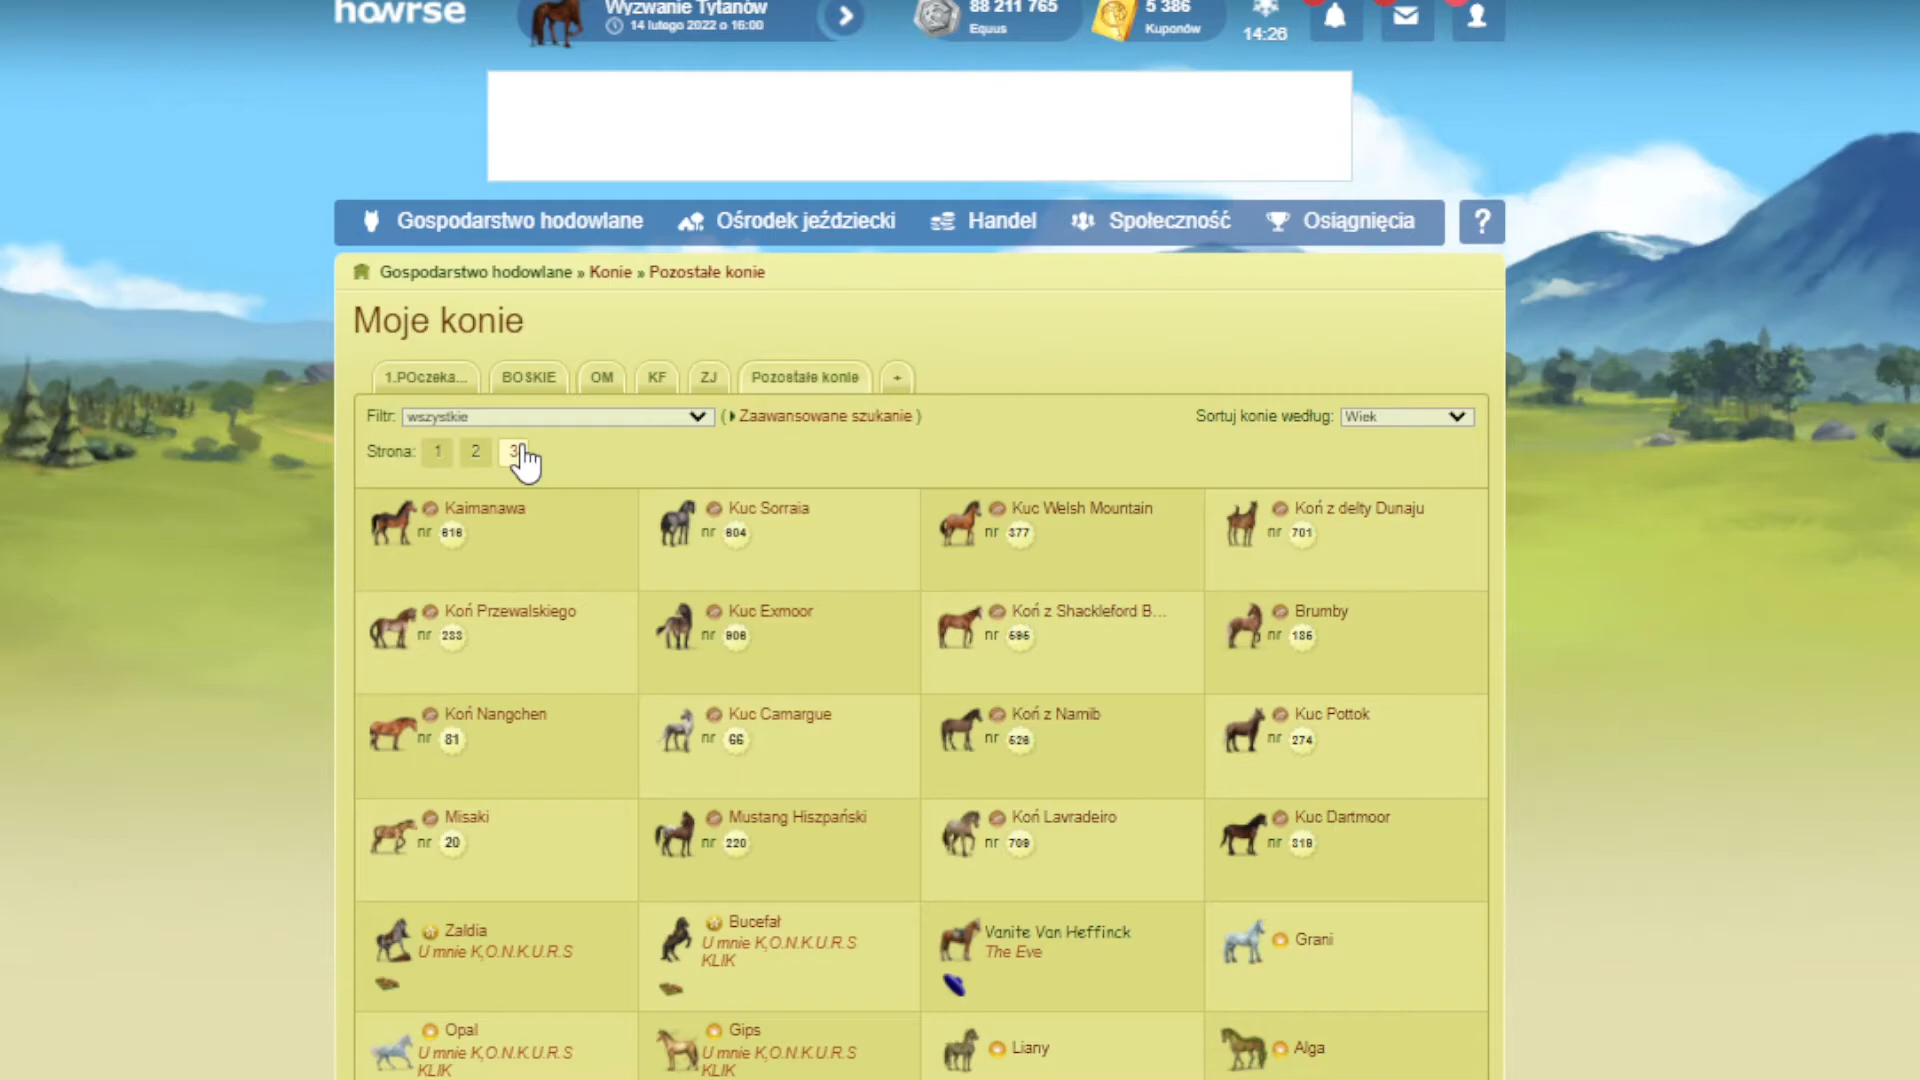 howrse
Wyzwanie Tytanów
14 lutego 2022 o 16:00
88 211 765
Equus
5 386
Kuponów
14:26
Gospodarstwo hodowlane
Ośrodek jeździecki
Handel
Społeczność
Osiągnięcia
?
Gospodarstwo hodowlane » Konie » Pozostałe konie
Moje konie
1.POczeka...
BOSKIE
OM
KF
ZJ
Pozostałe konie
+
Filtr: wszystkie
( Zaawansowane szukanie )
Sortuj konie według: Wiek
Strona: 1 2 3
Kaimanawa
nr 616
Kuc Sorraia
nr 604
Kuc Welsh Mountain
nr 377
Koń z delty Dunaju
nr 701
Koń Przewalskiego
nr 233
Kuc Exmoor
nr 906
Koń z Shackleford B...
nr 595
Brumby
nr 186
Koń Nangchen
nr 81
Kuc Camargue
nr 66
Koń z Namib
nr 526
Kuc Pottok
nr 274
Misaki
nr 20
Mustang Hiszpański
nr 220
Koń Lavradeiro
nr 709
Kuc Dartmoor
nr 318
Zaldia
U mnie K,O.N.K.U.R.S
Bucefał
U mnie K,O.N.K.U.R.S
KLIK
Vanite Van Heffinck
The Eve
Grani
Opal
U mnie K,O.N.K.U.R.S
KLIK
Gips
U mnie K,O.N.K.U.R.S
KLIK
Liany
Alga